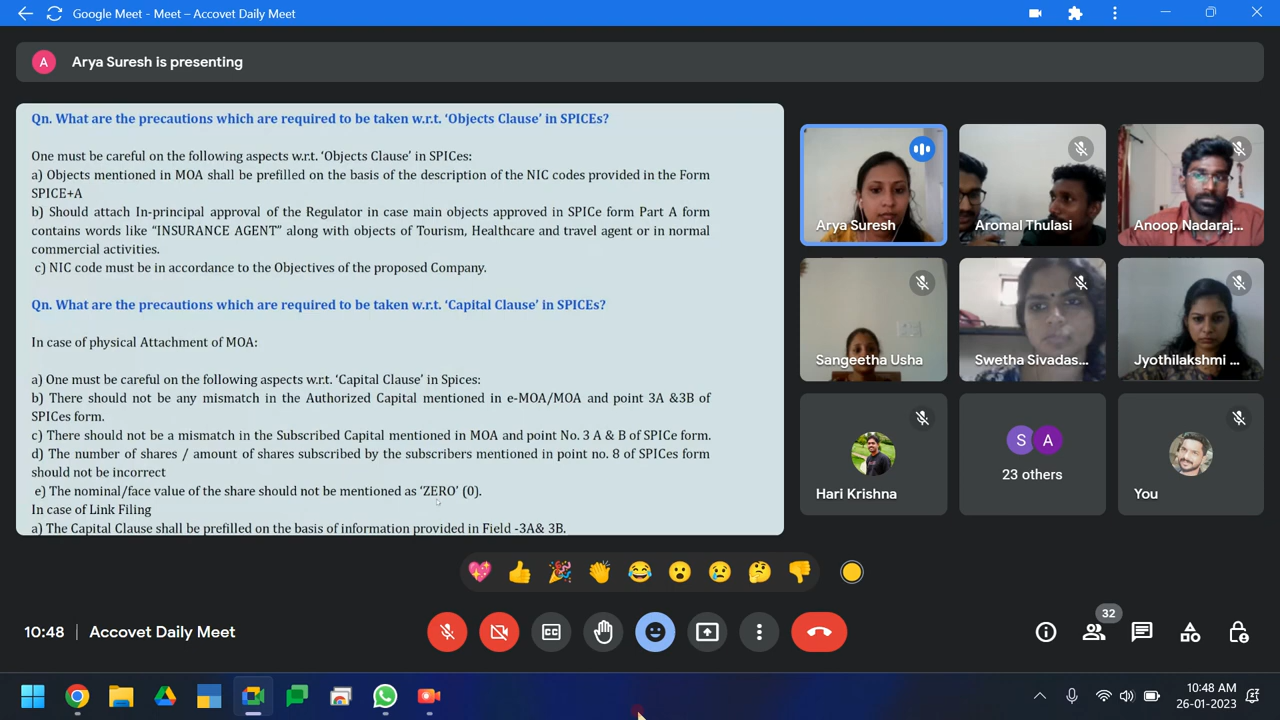 Google Meet - Meet – Accovet Daily Meet
A
Arya Suresh is presenting
Qn. What are the precautions which are required to be taken w.r.t. ‘Objects Clause’ in SPICEs?
One must be careful on the following aspects w.r.t. ‘Objects Clause’ in SPICes:
a) Objects mentioned in MOA shall be prefilled on the basis of the description of the NIC codes provided in the Form
SPICE+A
b) Should attach In-principal approval of the Regulator in case main objects approved in SPICe form Part A form
contains words like “INSURANCE AGENT” along with objects of Tourism, Healthcare and travel agent or in normal
commercial activities.
c) NIC code must be in accordance to the Objectives of the proposed Company.
Qn. What are the precautions which are required to be taken w.r.t. ‘Capital Clause’ in SPICEs?
In case of physical Attachment of MOA:
a) One must be careful on the following aspects w.r.t. ‘Capital Clause’ in Spices:
b) There should not be any mismatch in the Authorized Capital mentioned in e-MOA/MOA and point 3A &3B of
SPICes form.
c) There should not be a mismatch in the Subscribed Capital mentioned in MOA and point No. 3 A & B of SPICe form.
d) The number of shares / amount of shares subscribed by the subscribers mentioned in point no. 8 of SPICes form
should not be incorrect
e) The nominal/face value of the share should not be mentioned as ‘ZERO’ (0).
In case of Link Filing
a) The Capital Clause shall be prefilled on the basis of information provided in Field -3A& 3B.
Arya Suresh
Aromal Thulasi
Anoop Nadaraj...
Sangeetha Usha
Swetha Sivadas...
Jyothilakshmi ...
Hari Krishna
S A
23 others
You
10:48 | Accovet Daily Meet
32
10:48 AM
26-01-2023